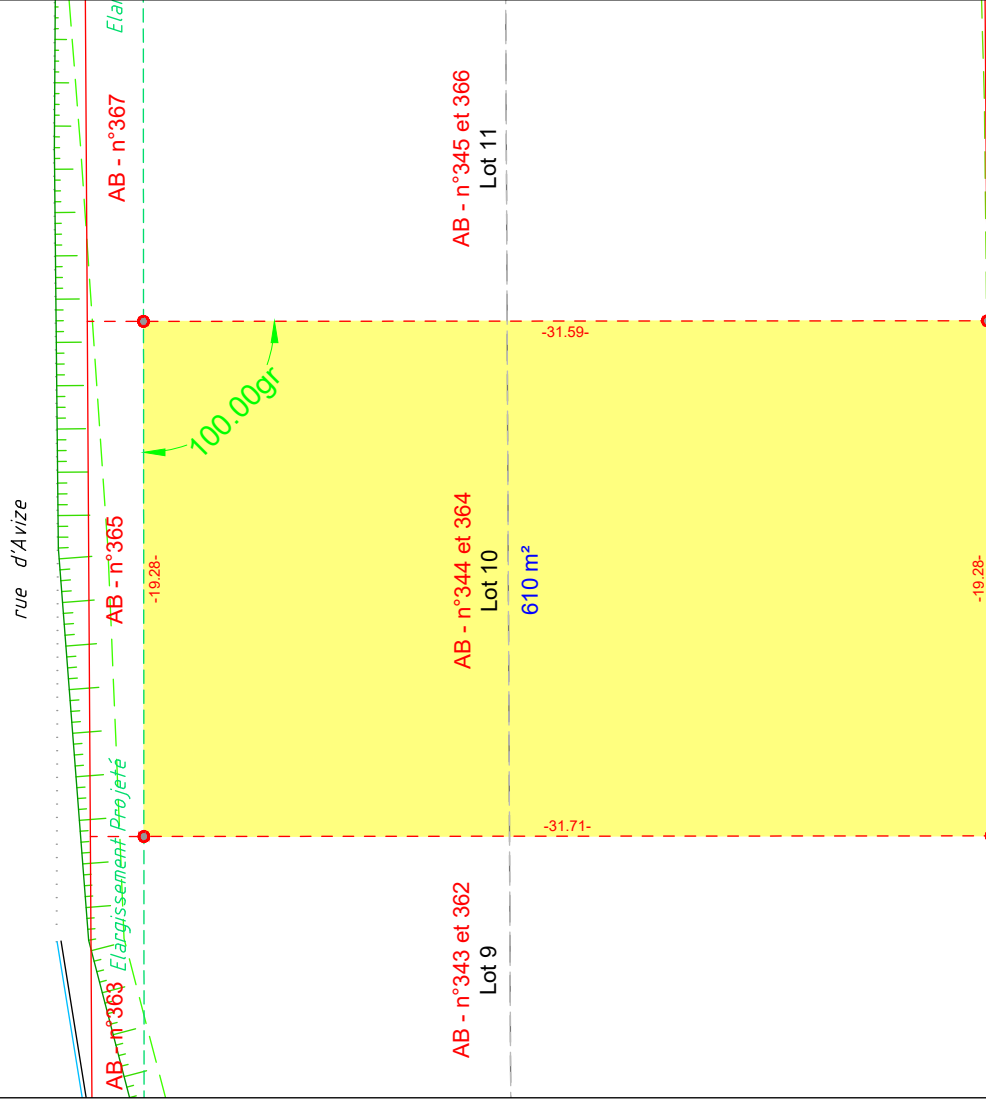 rue d'Avize
Elar
AB - n°367
AB - n°345 et 366
Lot 11
-31.59-
100.00gr
AB - n°365
-19.28-
AB - n°344 et 364
Lot 10
610 m²
-19.28-
Elargissement Projeté
-31.71-
AB - n°363
AB - n°343 et 362
Lot 9